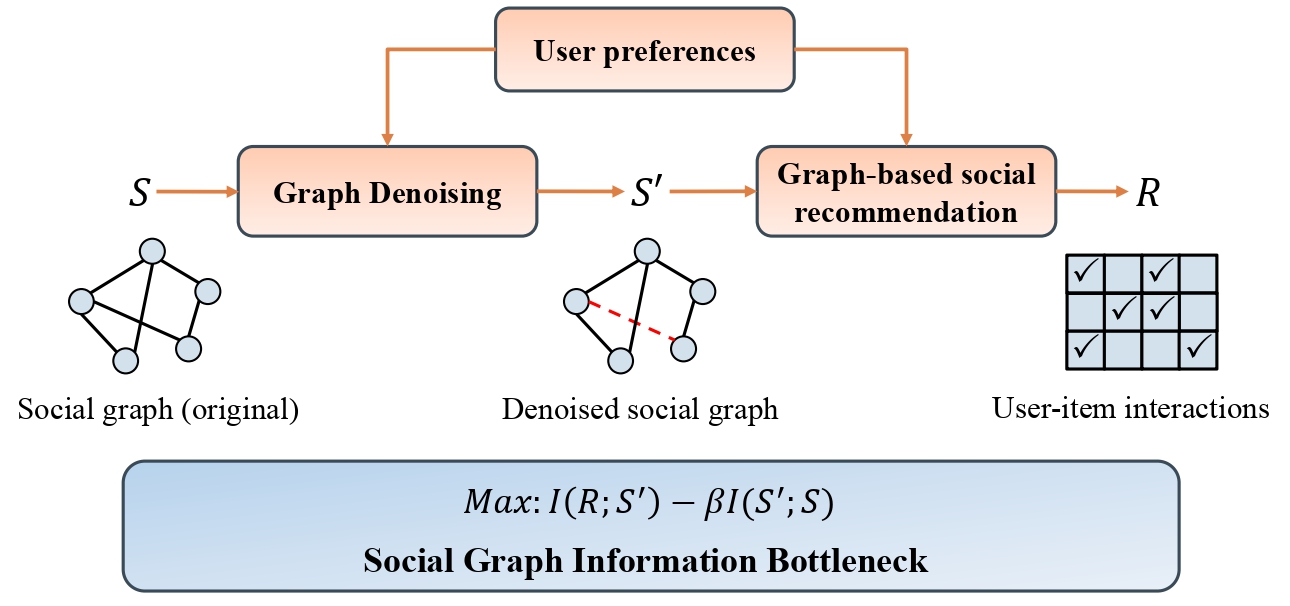 User preferences
S
Graph Denoising
S′
Graph-based social
recommendation
R
Social graph (original)
Denoised social graph
User-item interactions
Max: I(R; S′) − βI(S′; S)
Social Graph Information Bottleneck